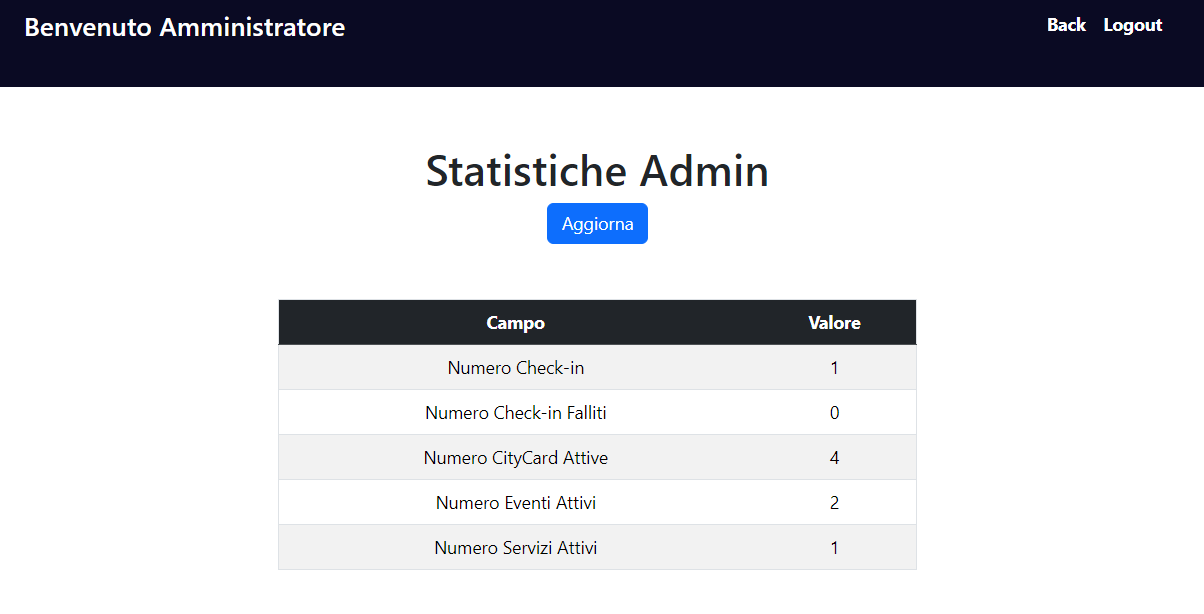 Benvenuto Amministratore
Back Logout
Statistiche Admin
Aggiorna
Campo Valore
Numero Check-in 1
Numero Check-in Falliti 0
Numero CityCard Attive 4
Numero Eventi Attivi 2
Numero Servizi Attivi 1